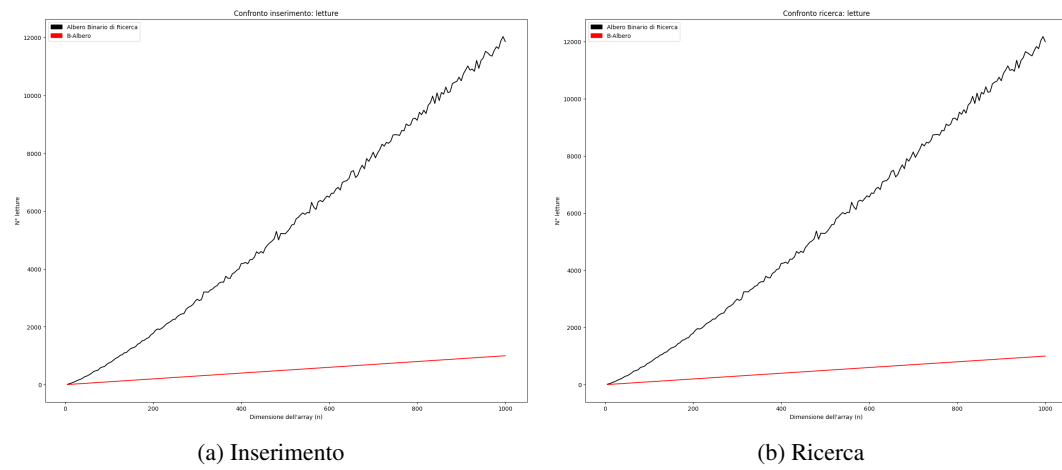 Confronto inserimento: letture
Albero Binario di Ricerca
B-Albero
12000
10000
8000
6000
4000
2000
0
N° letture
0 200 400 600 800 1000
Dimensione dell'array (n)
(a) Inserimento
Confronto ricerca: letture
Albero Binario di Ricerca
B-Albero
12000
10000
8000
6000
4000
2000
0
N° letture
0 200 400 600 800 1000
Dimensione dell'array (n)
(b) Ricerca